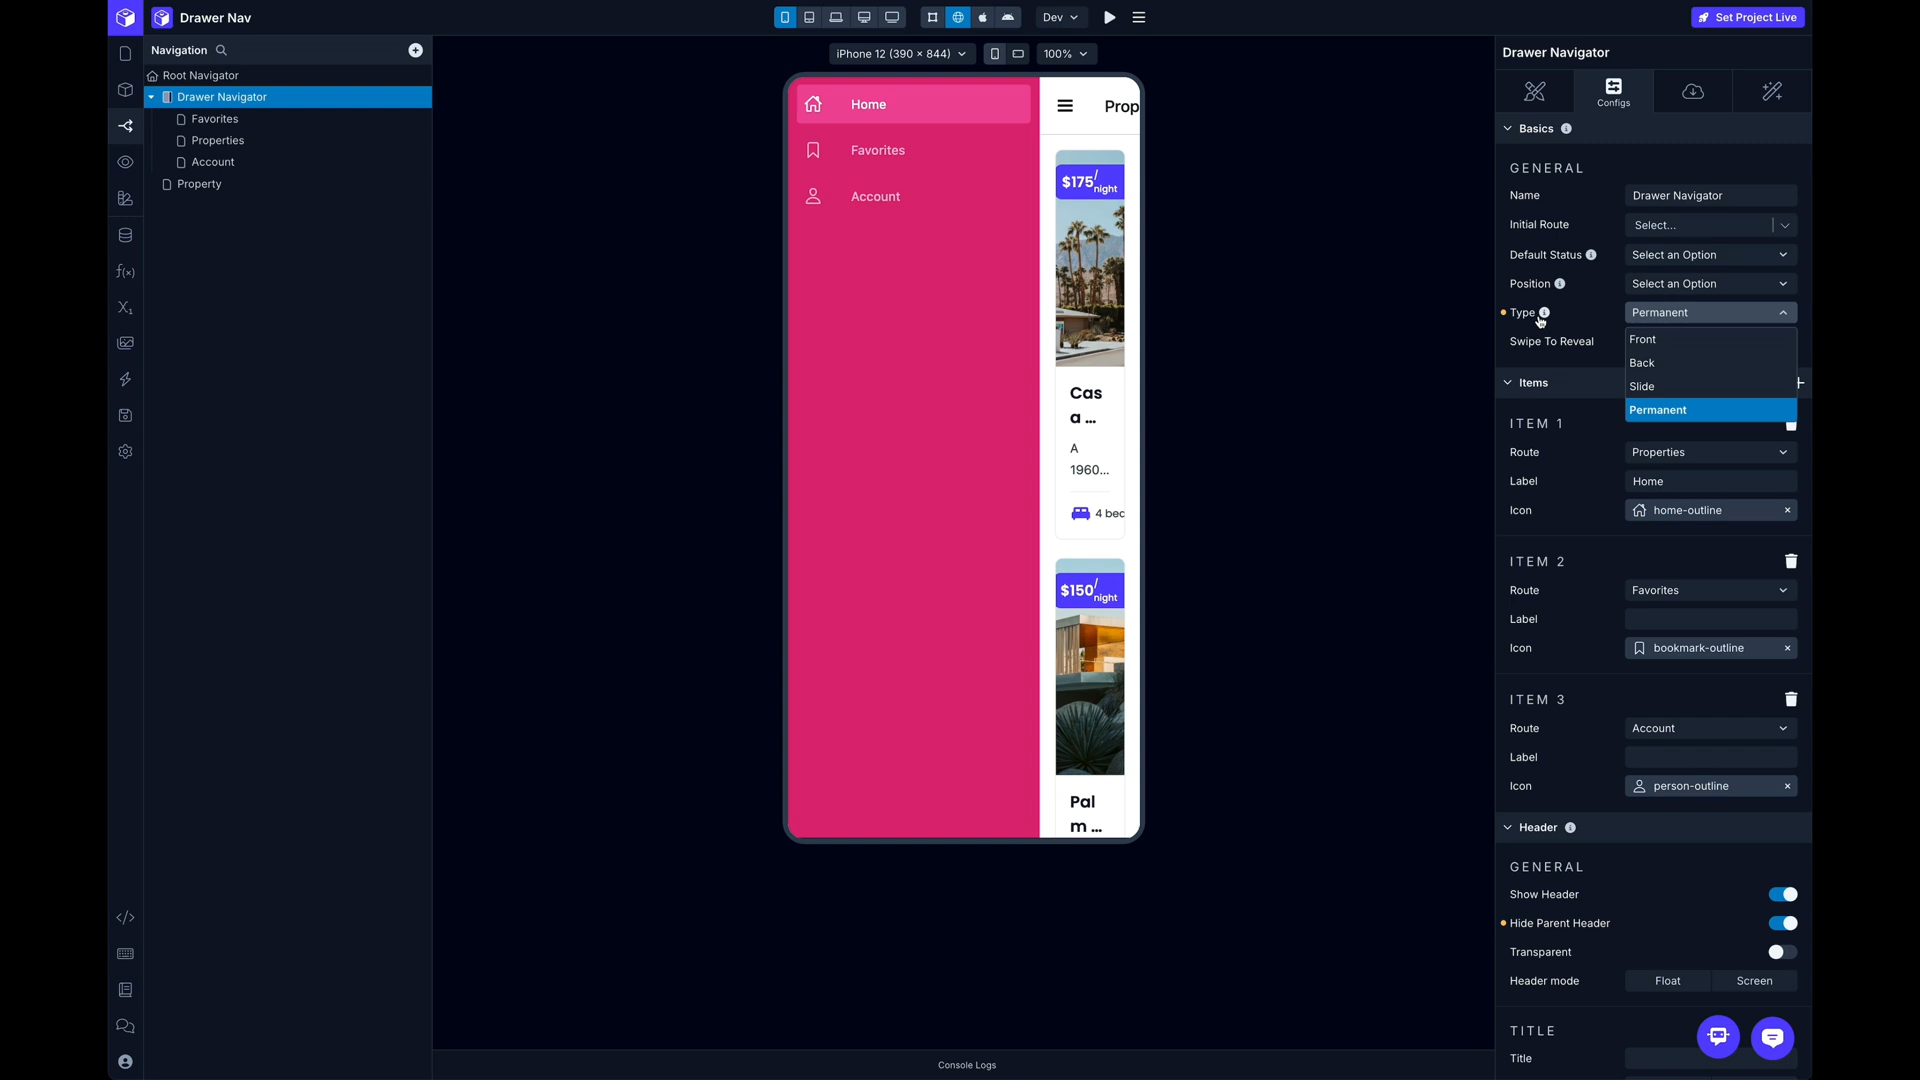 Drawer Nav
Dev
Set Project Live
Navigation
Root Navigator
Drawer Navigator
Favorites
Properties
Account
Property
iPhone 12 (390 × 844)
100%
Home
Favorites
Account
Prop
$175/
night
Cas
a ...
A
1960...
4 bed
$150/
night
Pal
m ...
Console Logs
Drawer Navigator
Configs
Basics
GENERAL
Name Drawer Navigator
Initial Route Select...
Default Status Select an Option
Position Select an Option
Type Permanent
Swipe To Reveal
Front
Back
Slide
Permanent
Items
ITEM 1
Route Properties
Label Home
Icon home-outline
ITEM 2
Route Favorites
Label
Icon bookmark-outline
ITEM 3
Route Account
Label
Icon person-outline
Header
GENERAL
Show Header
Hide Parent Header
Transparent
Header mode Float Screen
TITLE
Title